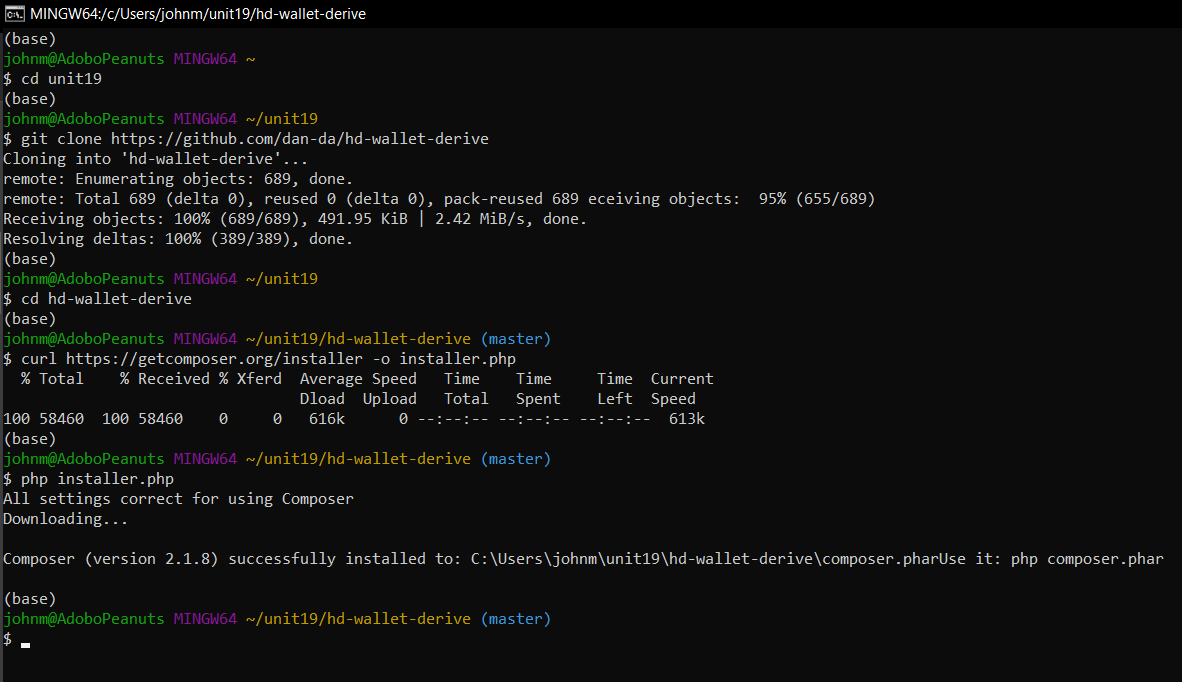 MINGW64:/c/Users/johnm/unit19/hd-wallet-derive
(base)
johnm@AdoboPeanuts MINGW64 ~
$ cd unit19
(base)
johnm@AdoboPeanuts MINGW64 ~/unit19
$ git clone https://github.com/dan-da/hd-wallet-derive
Cloning into 'hd-wallet-derive'...
remote: Enumerating objects: 689, done.
remote: Total 689 (delta 0), reused 0 (delta 0), pack-reused 689 eceiving objects:  95% (655/689)
Receiving objects: 100% (689/689), 491.95 KiB | 2.42 MiB/s, done.
Resolving deltas: 100% (389/389), done.
(base)
johnm@AdoboPeanuts MINGW64 ~/unit19
$ cd hd-wallet-derive
(base)
johnm@AdoboPeanuts MINGW64 ~/unit19/hd-wallet-derive (master)
$ curl https://getcomposer.org/installer -o installer.php
  % Total    % Received % Xferd  Average Speed   Time    Time     Time  Current
                                 Dload  Upload   Total   Spent    Left  Speed
100 58460  100 58460    0     0   616k      0 --:--:-- --:--:-- --:--:--  613k
(base)
johnm@AdoboPeanuts MINGW64 ~/unit19/hd-wallet-derive (master)
$ php installer.php
All settings correct for using Composer
Downloading...

Composer (version 2.1.8) successfully installed to: C:\Users\johnm\unit19\hd-wallet-derive\composer.pharUse it: php composer.phar

(base)
johnm@AdoboPeanuts MINGW64 ~/unit19/hd-wallet-derive (master)
$